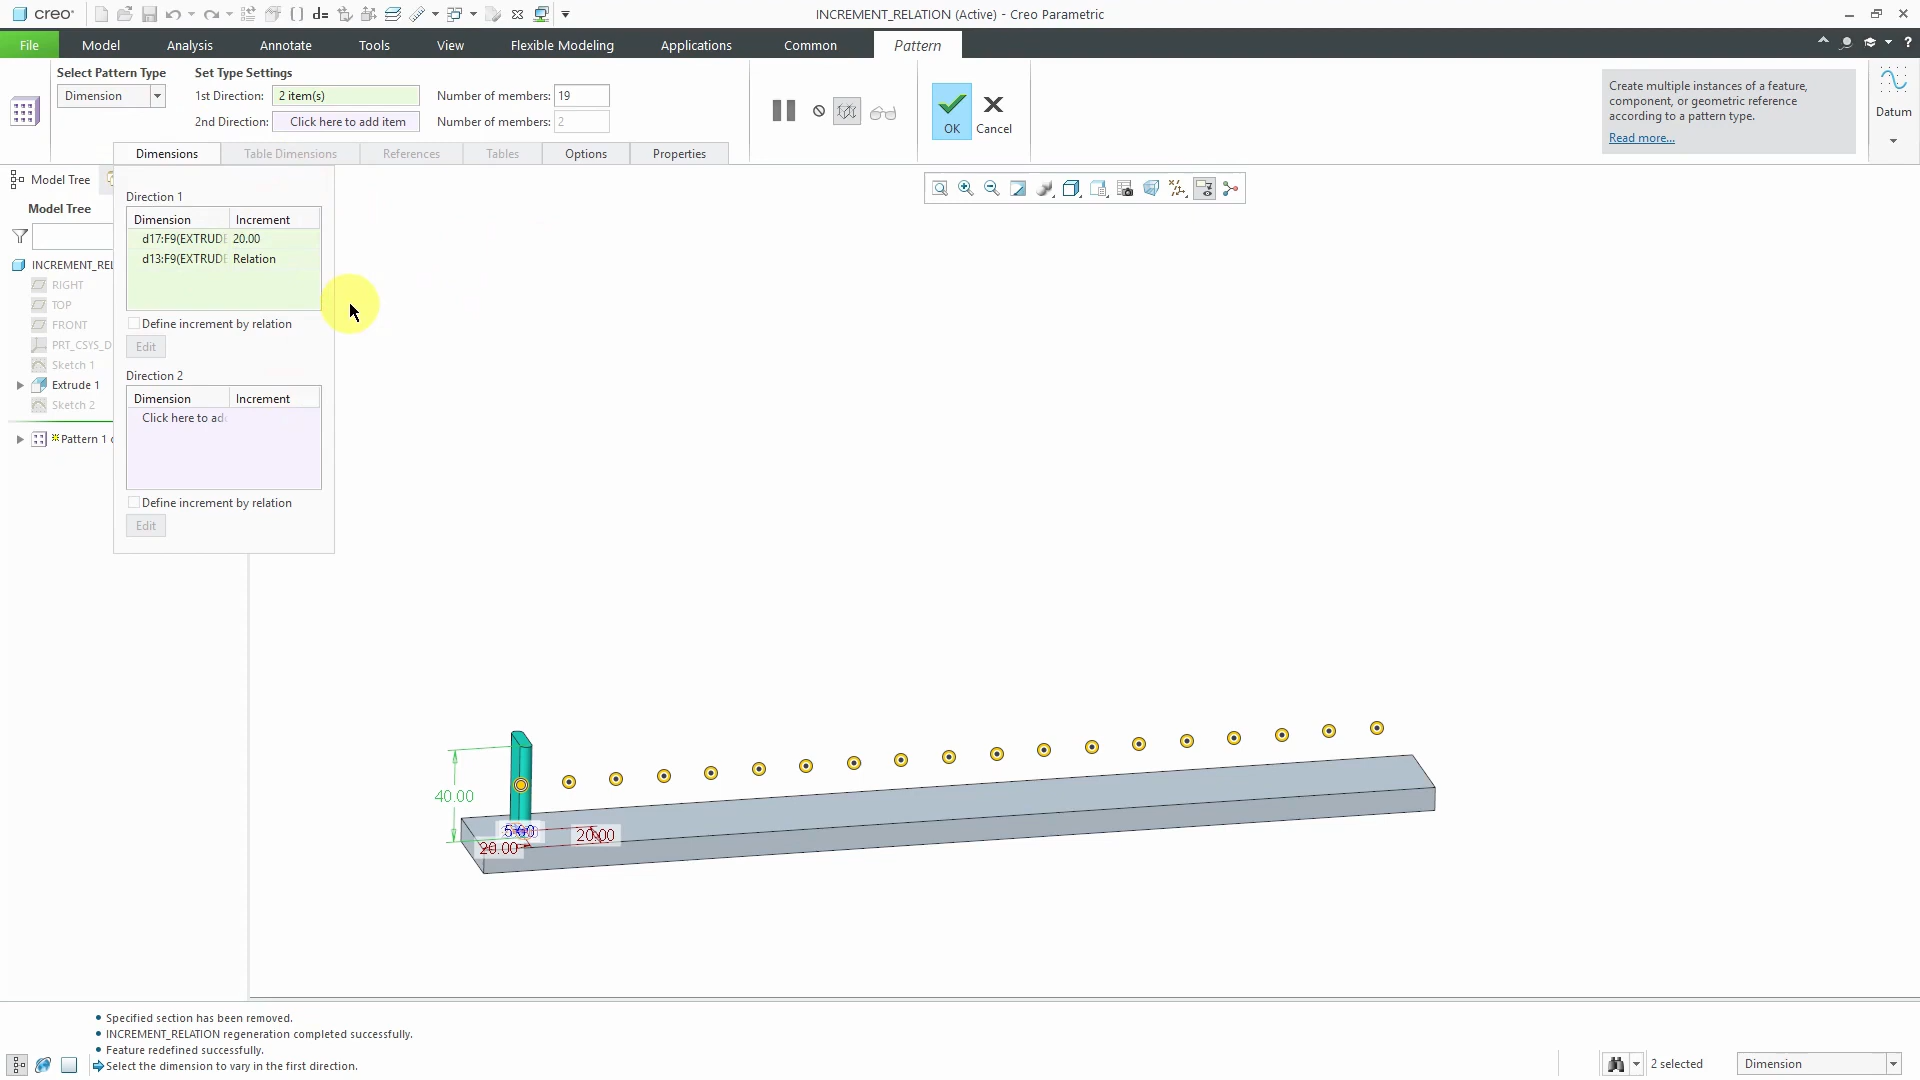 creo®
INCREMENT_RELATION (Active) - Creo Parametric
File
Model
Analysis
Annotate
Tools
View
Flexible Modeling
Applications
Common
Pattern
Select Pattern Type
Dimension
Set Type Settings
1st Direction: 2 item(s)
Number of members: 19
2nd Direction: Click here to add item
Number of members: 2
OK
Cancel
Create multiple instances of a feature,
component, or geometric reference
according to a pattern type.
Read more...
Datum
Dimensions
Table Dimensions
References
Tables
Options
Properties
Model Tree
Model Tree
INCREMENT_REL
RIGHT
TOP
FRONT
PRT_CSYS_D
Sketch 1
Extrude 1
Sketch 2
Pattern 1
Direction 1
Dimension Increment
d17:F9(EXTRUDE 20.00
d13:F9(EXTRUDE Relation
Define increment by relation
Edit
Direction 2
Dimension Increment
Click here to ad
Define increment by relation
Edit
40.00
20.00
20.00
Specified section has been removed.
INCREMENT_RELATION regeneration completed successfully.
Feature redefined successfully.
Select the dimension to vary in the first direction.
2 selected
Dimension